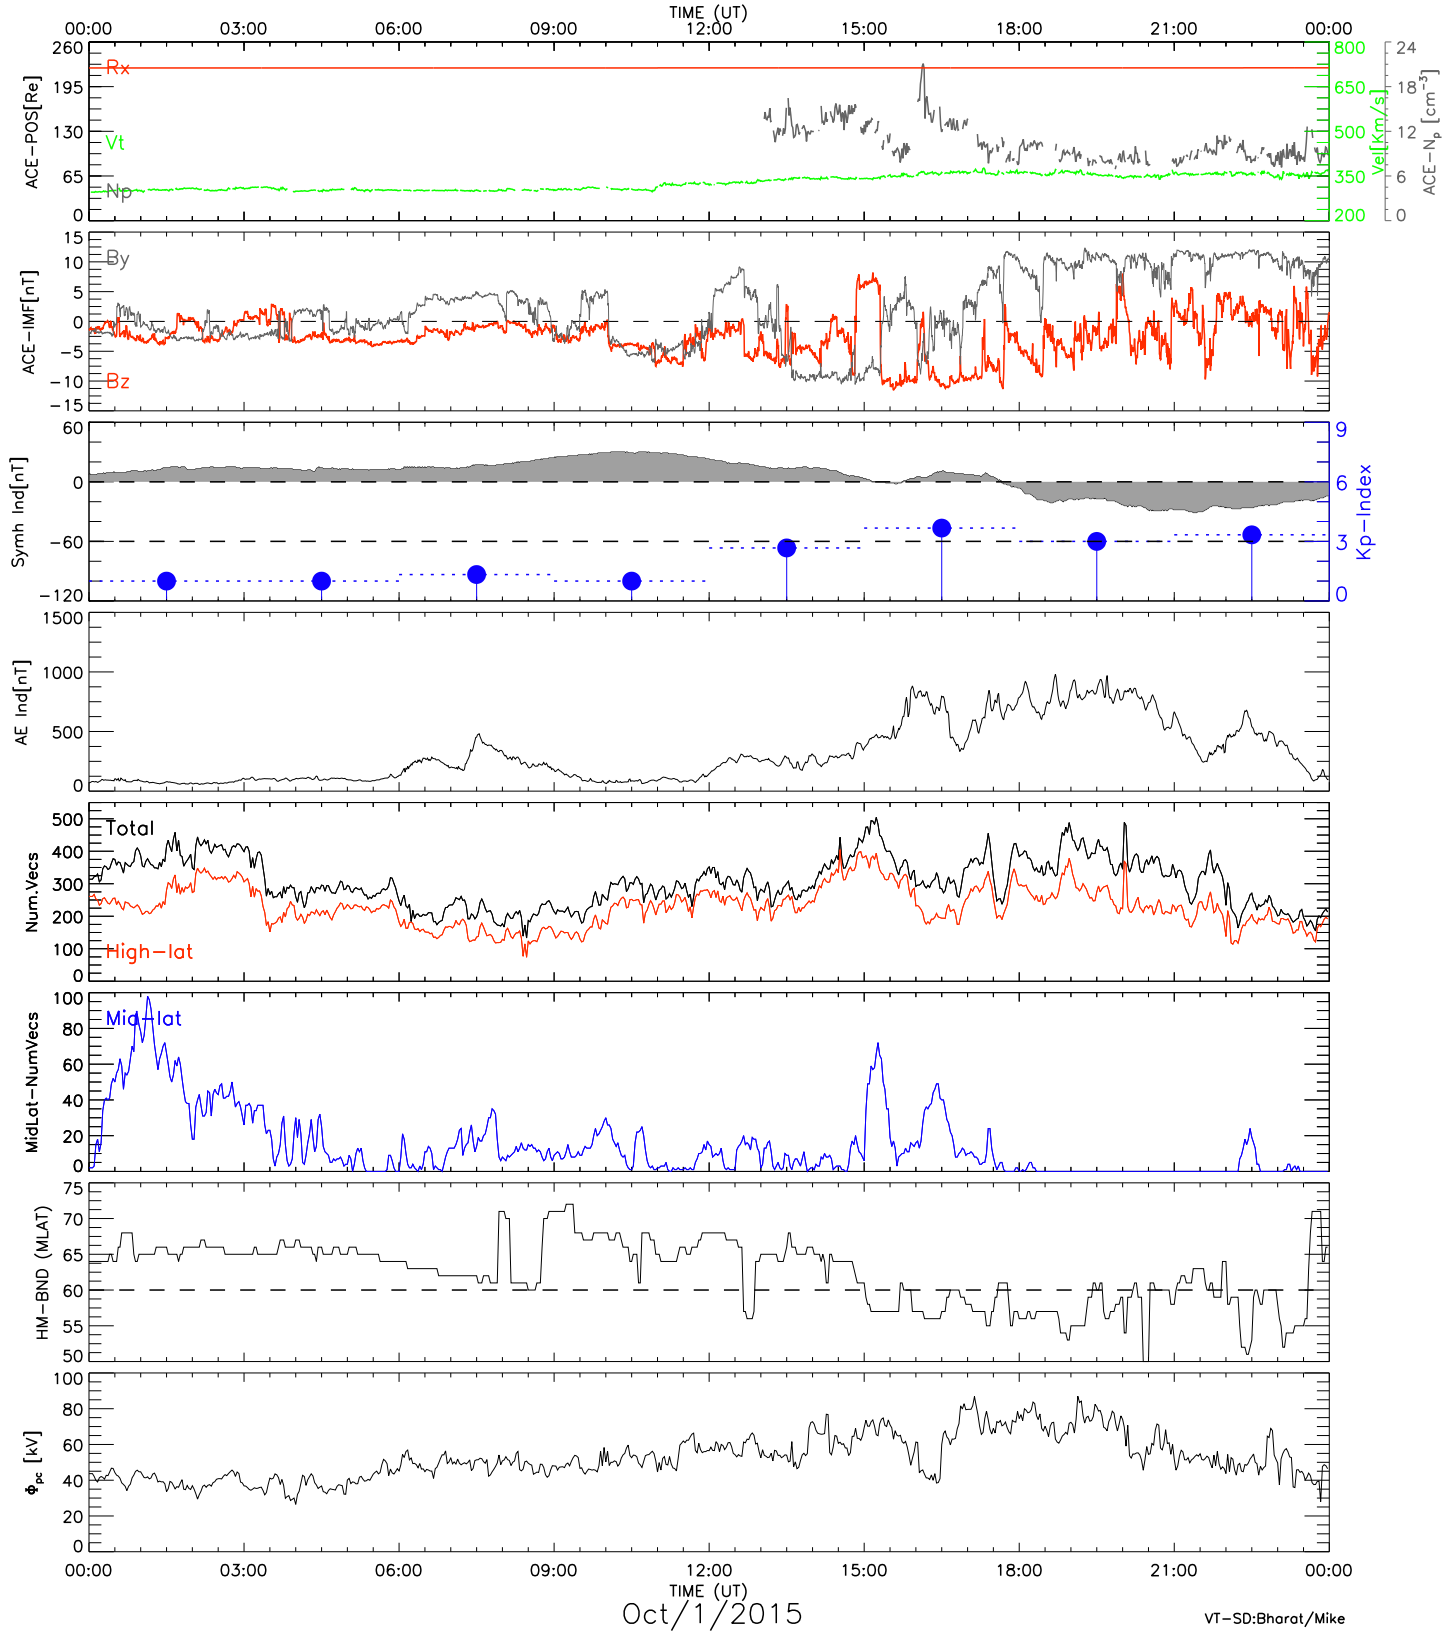 TIME (UT)
00:00 03:00 06:00 09:00 12:00 15:00 18:00 21:00 00:00
260 195 130 65 0
ACE-POS[Re]
Rx
Vt
Np
800 650 500 350 200
Vel[Km/s]
24 18 12 6 0
ACE-Np [cm⁻³]
15 10 5 0 -5 -10 -15
ACE-IMF[nT]
By
Bz
60 0 -60 -120
Symh Ind[nT]
9 6 3 0
Kp-Index
1500 1000 500 0
AE Ind[nT]
500 400 300 200 100 0
Num.Vecs
Total
High-lat
100 80 60 40 20 0
MidLat-NumVecs
Mid-lat
75 70 65 60 55 50
HM-BND (MLAT)
100 80 60 40 20 0
Φpc [kV]
00:00 03:00 06:00 09:00 12:00 15:00 18:00 21:00 00:00
TIME (UT)
Oct/1/2015
VT-SD:Bharat/Mike